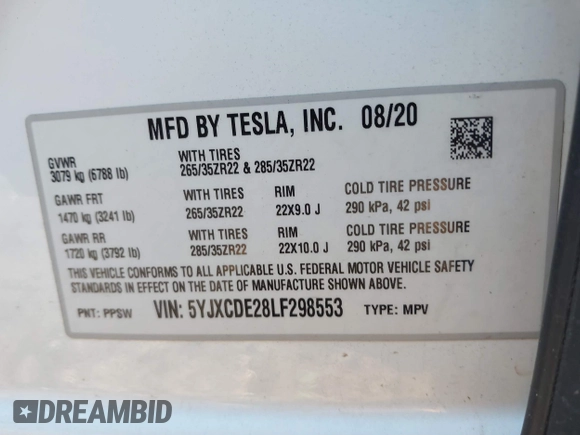 MFD BY TESLA, INC. 08/20
GVWR
3079 kg (6788 lb)
WITH TIRES
265/35ZR22 & 285/35ZR22
GAWR FRT
1470 kg (3241 lb)
WITH TIRES
265/35ZR22
RIM
22X9.0 J
COLD TIRE PRESSURE
290 kPa, 42 psi
GAWR RR
1720 kg (3792 lb)
WITH TIRES
285/35ZR22
RIM
22X10.0 J
COLD TIRE PRESSURE
290 kPa, 42 psi
THIS VEHICLE CONFORMS TO ALL APPLICABLE U.S. FEDERAL MOTOR VEHICLE SAFETY
STANDARDS IN EFFECT ON THE DATE OF MANUFACTURE SHOWN ABOVE.
PNT: PPSW VIN: 5YJXCDE28LF298553 TYPE: MPV
DREAMBID